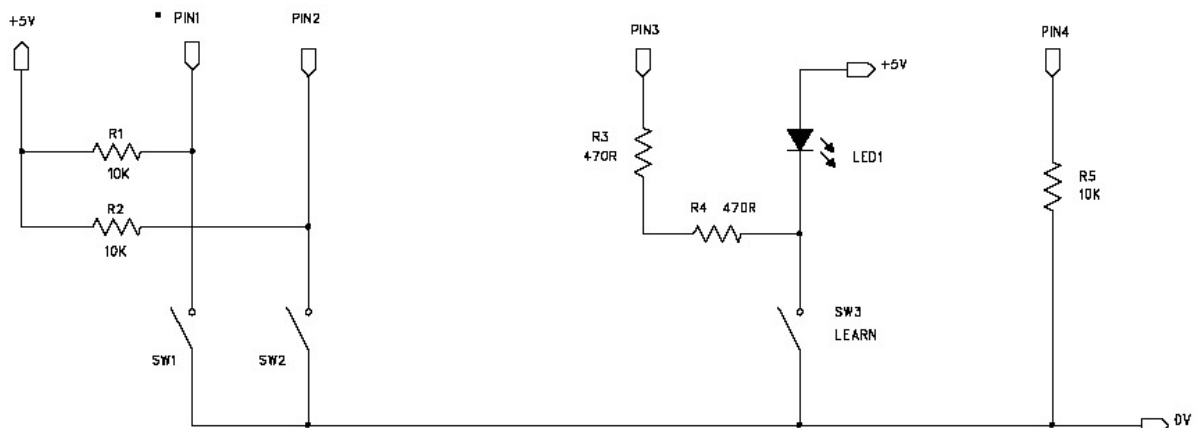 +5V
PIN1
PIN2
PIN3
PIN4
+5V
R1
10K
R2
10K
R3
470R
R4 470R
LED1
R5
10K
SW1
SW2
SW3
LEARN
0V